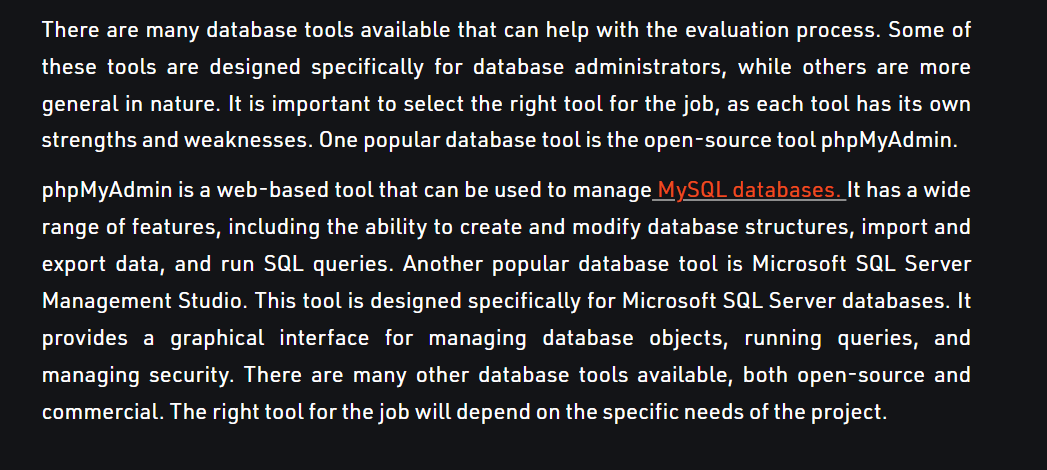 There are many database tools available that can help with the evaluation process. Some of
these tools are designed specifically for database administrators, while others are more
general in nature. It is important to select the right tool for the job, as each tool has its own
strengths and weaknesses. One popular database tool is the open-source tool phpMyAdmin.
phpMyAdmin is a web-based tool that can be used to manage MySQL databases. It has a wide
range of features, including the ability to create and modify database structures, import and
export data, and run SQL queries. Another popular database tool is Microsoft SQL Server
Management Studio. This tool is designed specifically for Microsoft SQL Server databases. It
provides a graphical interface for managing database objects, running queries, and
managing security. There are many other database tools available, both open-source and
commercial. The right tool for the job will depend on the specific needs of the project.